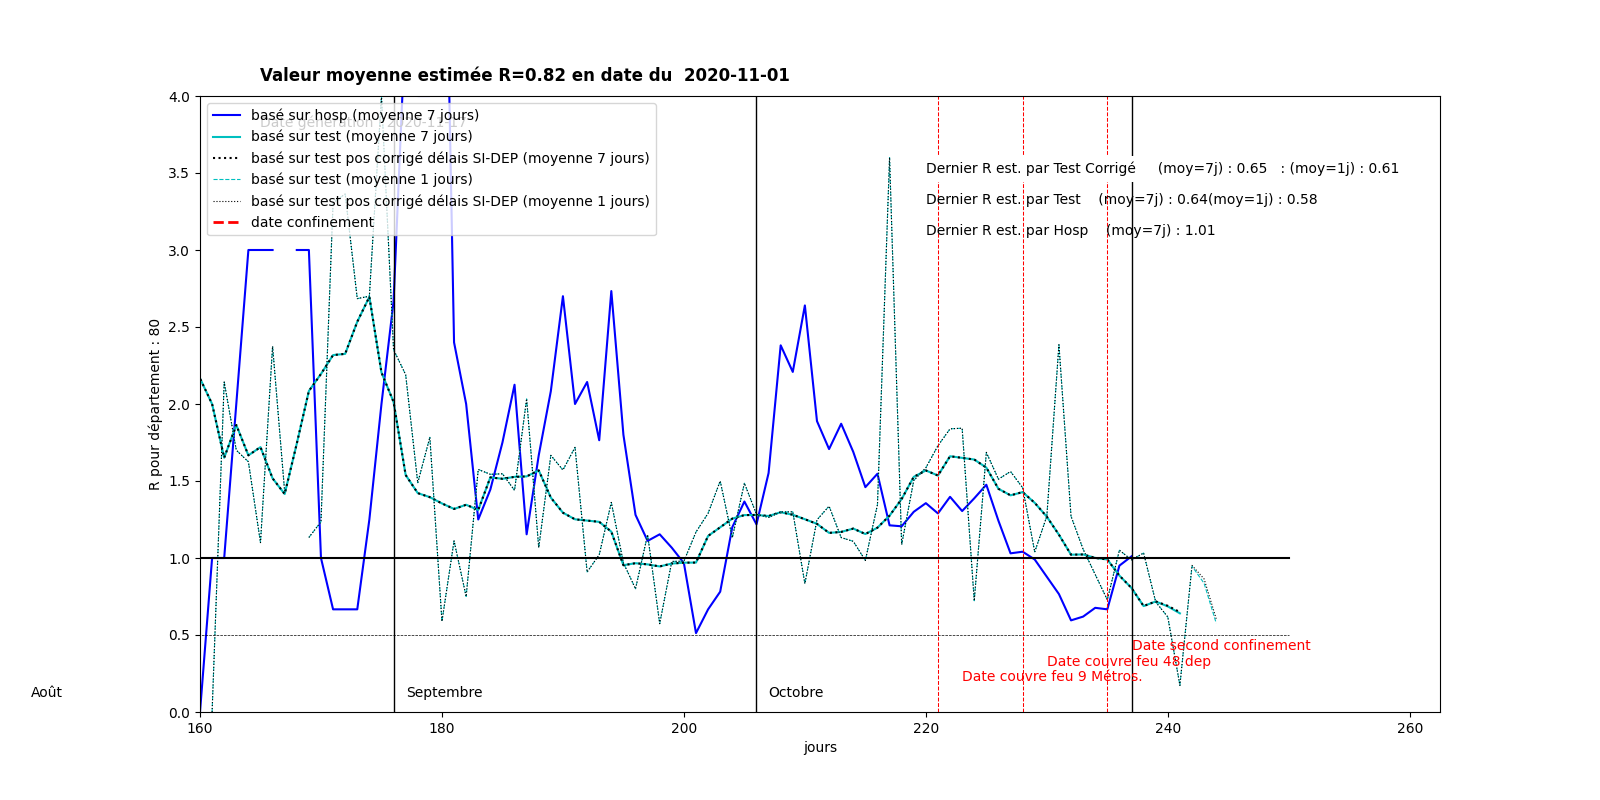 Valeur moyenne estimée R=0.82 en date du  2020-11-01
4.0
3.5
3.0
2.5
2.0
1.5
1.0
0.5
0.0
R pour département : 80
basé sur hosp (moyenne 7 jours)
basé sur test (moyenne 7 jours)
basé sur test pos corrigé délais SI-DEP (moyenne 7 jours)
basé sur test (moyenne 1 jours)
basé sur test pos corrigé délais SI-DEP (moyenne 1 jours)
date confinement
Dernier R est. par Test Corrigé (moy=7j) : 0.65 : (moy=1j) : 0.61
Dernier R est. par Test (moy=7j) : 0.64(moy=1j) : 0.58
Dernier R est. par Hosp (moy=7j) : 1.01
Date second confinement
Date couvre feu 48 dep
Date couvre feu 9 Métros.
Août
Septembre
Octobre
160 180 200 220 240 260
jours